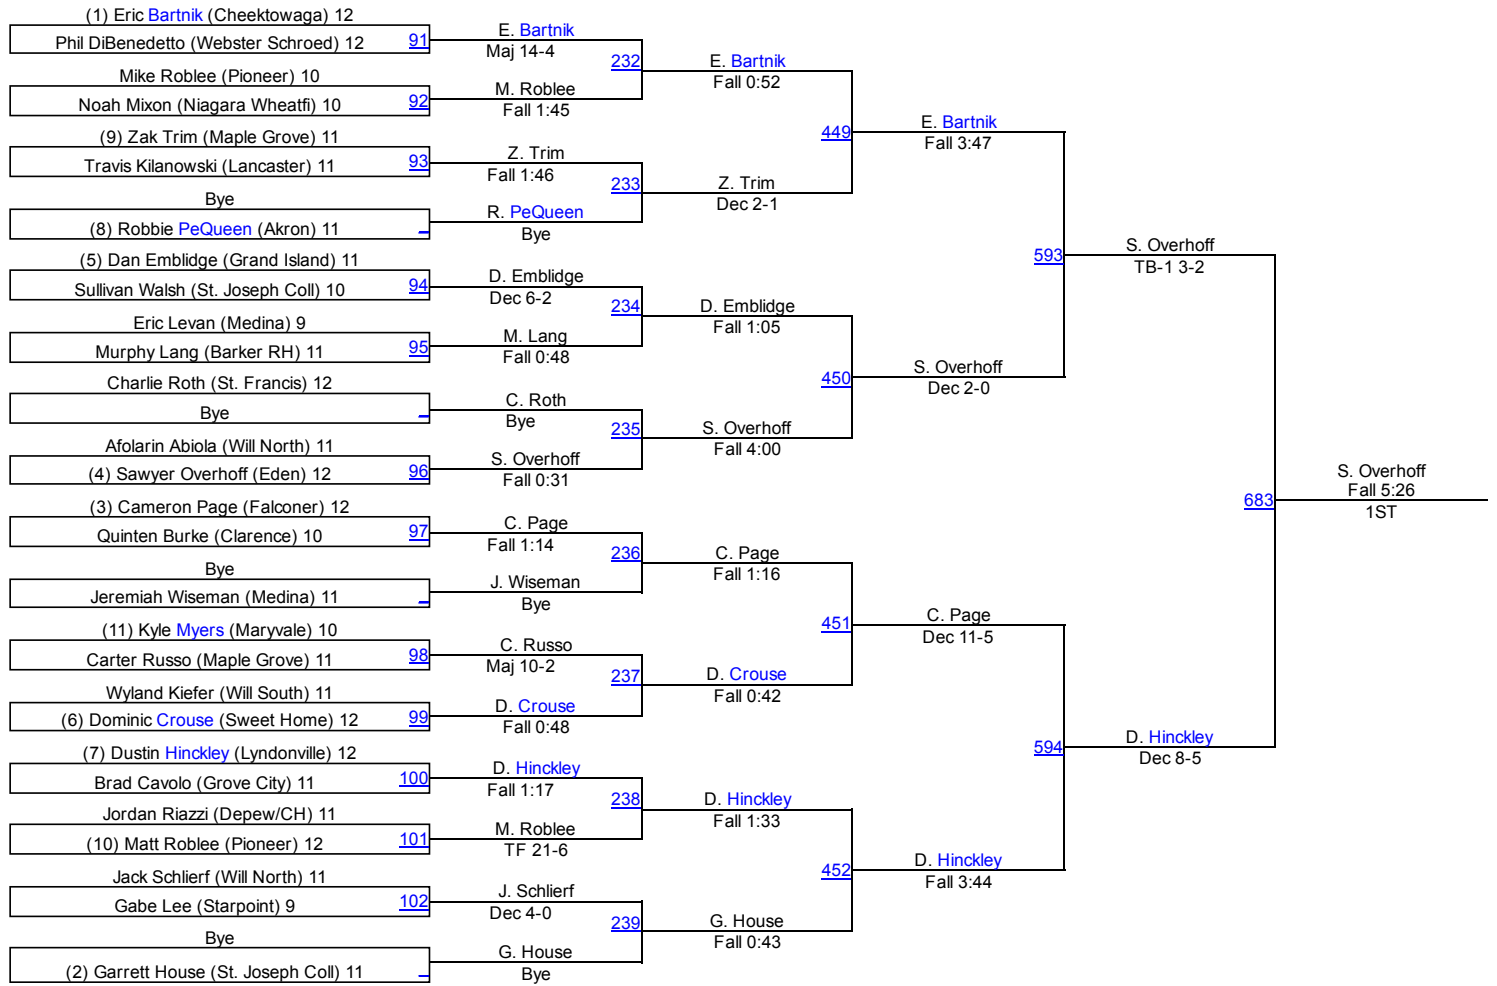 (1) Eric Bartnik (Cheektowaga) 12
Phil DiBenedetto (Webster Schroed) 12 91
Mike Roblee (Pioneer) 10
Noah Mixon (Niagara Wheatfi) 10 92
(9) Zak Trim (Maple Grove) 11
Travis Kilanowski (Lancaster) 11 93
Bye
(8) Robbie PeQueen (Akron) 11
(5) Dan Emblidge (Grand Island) 11
Sullivan Walsh (St. Joseph Coll) 10 94
Eric Levan (Medina) 9
Murphy Lang (Barker RH) 11 95
Charlie Roth (St. Francis) 12
Bye
Afolarin Abiola (Will North) 11
(4) Sawyer Overhoff (Eden) 12 96
(3) Cameron Page (Falconer) 12
Quinten Burke (Clarence) 10 97
Bye
Jeremiah Wiseman (Medina) 11
(11) Kyle Myers (Maryvale) 10
Carter Russo (Maple Grove) 11 98
Wyland Kiefer (Will South) 11
(6) Dominic Crouse (Sweet Home) 12 99
(7) Dustin Hinckley (Lyndonville) 12
Brad Cavolo (Grove City) 11 100
Jordan Riazzi (Depew/CH) 11
(10) Matt Roblee (Pioneer) 12 101
Jack Schlierf (Will North) 11
Gabe Lee (Starpoint) 9 102
Bye
(2) Garrett House (St. Joseph Coll) 11
E. Bartnik
Maj 14-4
232
M. Roblee
Fall 1:45
Z. Trim
Fall 1:46
233
R. PeQueen
Bye
D. Emblidge
Dec 6-2
234
M. Lang
Fall 0:48
C. Roth
Bye
235
S. Overhoff
Fall 0:31
C. Page
Fall 1:14
236
J. Wiseman
Bye
C. Russo
Maj 10-2
237
D. Crouse
Fall 0:48
D. Hinckley
Fall 1:17
238
M. Roblee
TF 21-6
J. Schlierf
Dec 4-0
239
G. House
Bye
E. Bartnik
Fall 0:52
449
Z. Trim
Dec 2-1
D. Emblidge
Fall 1:05
450
S. Overhoff
Fall 4:00
C. Page
Fall 1:16
451
D. Crouse
Fall 0:42
D. Hinckley
Fall 1:33
452
G. House
Fall 0:43
E. Bartnik
Fall 3:47
593
S. Overhoff
Dec 2-0
C. Page
Dec 11-5
594
D. Hinckley
Fall 3:44
S. Overhoff
TB-1 3-2
683
D. Hinckley
Dec 8-5
S. Overhoff
Fall 5:26
1ST